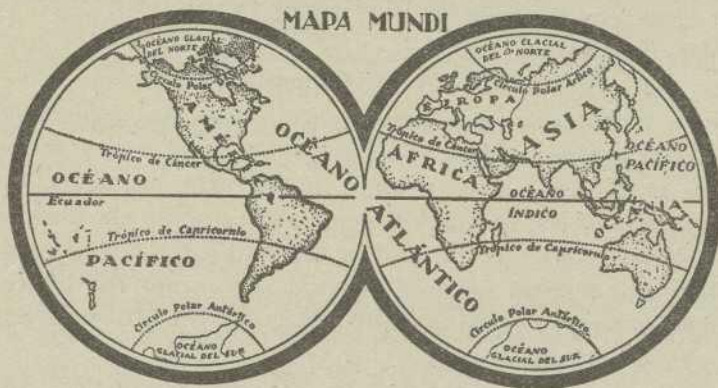 MAPA MUNDI
OCÉANO GLACIAL
DEL NORTE
Círculo Polar
AMÉ
Trópico de Cáncer
OCÉANO
Ecuador
Trópico de Capricornio
PACÍFICO
Círculo Polar Antártico
OCÉANO
GLACIAL DEL SUR
OCÉANO
ATLÁNTICO
OCÉANO GLACIAL
DEL NORTE
Círculo Polar Ártico
EUROPA
ASIA
Trópico de Cáncer
ÁFRICA
OCÉANO
PACÍFICO
OCÉANO
ÍNDICO
OCEANÍA
Trópico de Capricornio
Círculo Polar Antártico
OCÉANO
GLACIAL DEL SUR